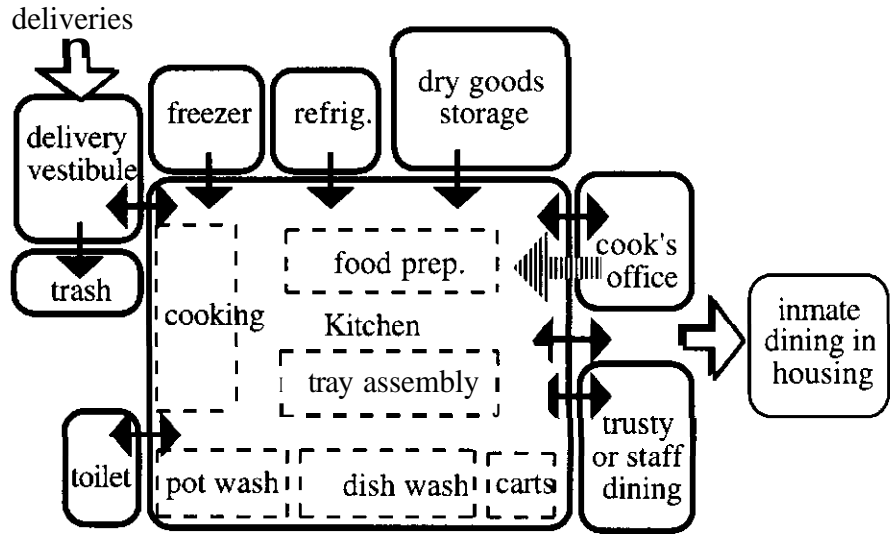 deliveries
delivery
vestibule
freezer
refrig.
dry goods
storage
trash
cooking
food prep.
Kitchen
tray assembly
cook's
office
inmate
dining in
housing
toilet
pot wash
dish wash
carts
trusty
or staff
dining